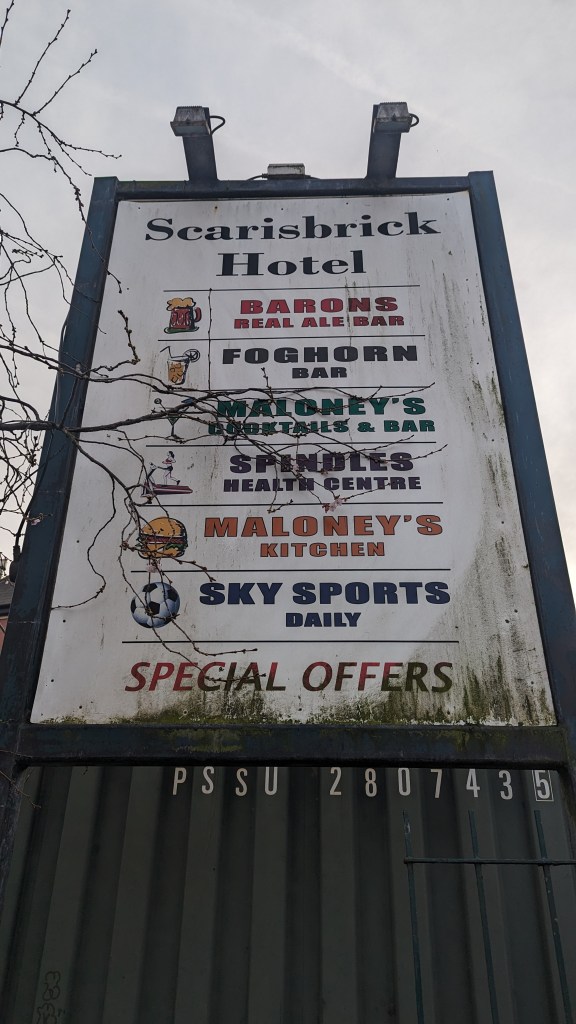 Scarisbrick
Hotel
BARONS
REAL ALE BAR
FOGHORN
BAR
MALONEY'S
COCKTAILS & BAR
SPINDLES
HEALTH CENTRE
MALONEY'S
KITCHEN
SKY SPORTS
DAILY
SPECIAL OFFERS
PSSU 280743 5